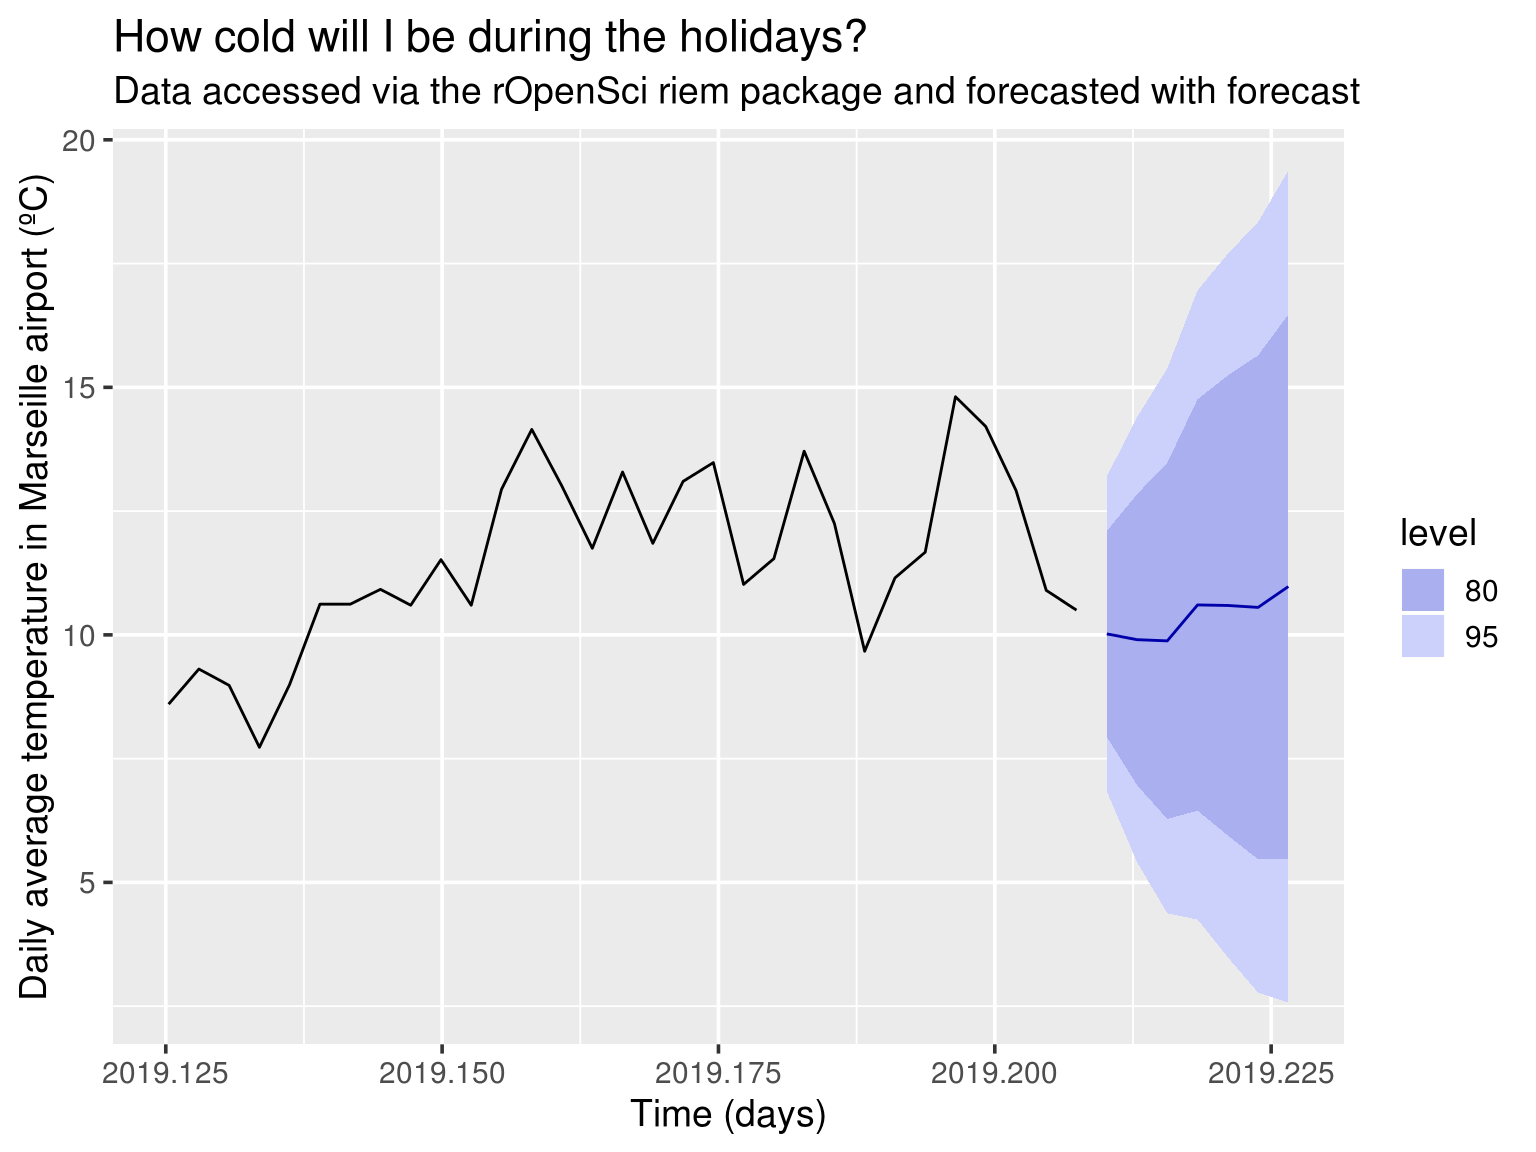 How cold will I be during the holidays?
Data accessed via the rOpenSci riem package and forecasted with forecast
Daily average temperature in Marseille airport (ºC)
20
15
10
5
2019.125 2019.150 2019.175 2019.200 2019.225
Time (days)
level
80
95